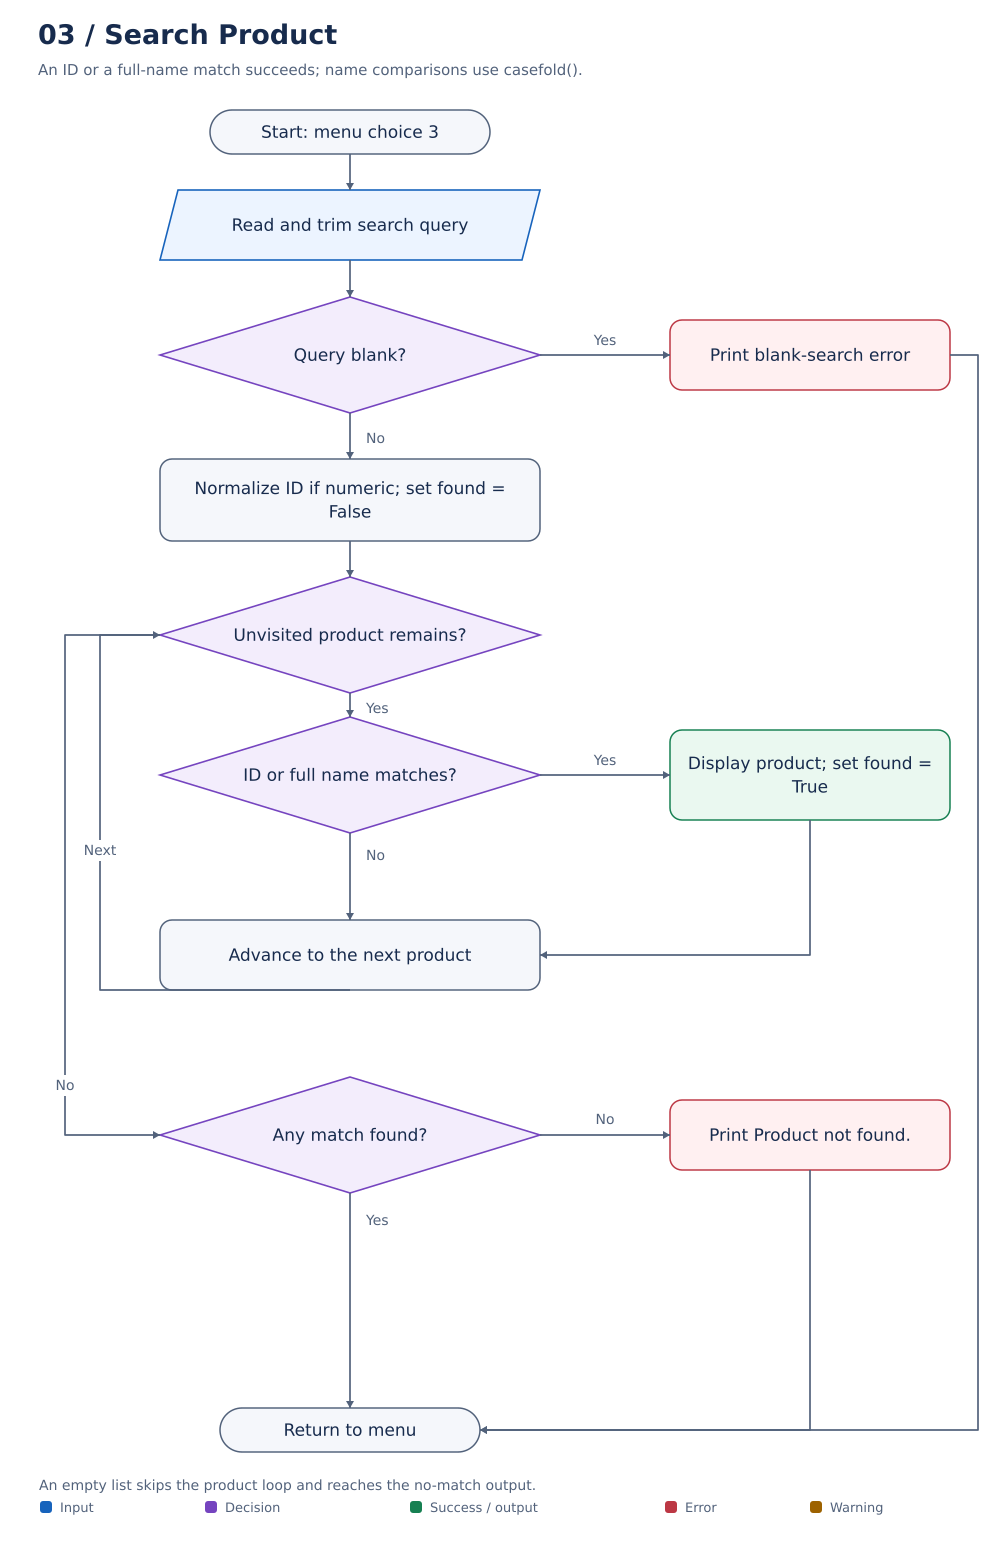 03 / Search Product
An ID or a full-name match succeeds; name comparisons use casefold().
Start: menu choice 3
Read and trim search query
Query blank?
Yes
Print blank-search error
No
Normalize ID if numeric; set found =
False
Unvisited product remains?
Yes
ID or full name matches?
Yes
Display product; set found =
True
Next
No
Advance to the next product
No
Any match found?
No
Print Product not found.
Yes
Return to menu
An empty list skips the product loop and reaches the no-match output.
Input
Decision
Success / output
Error
Warning